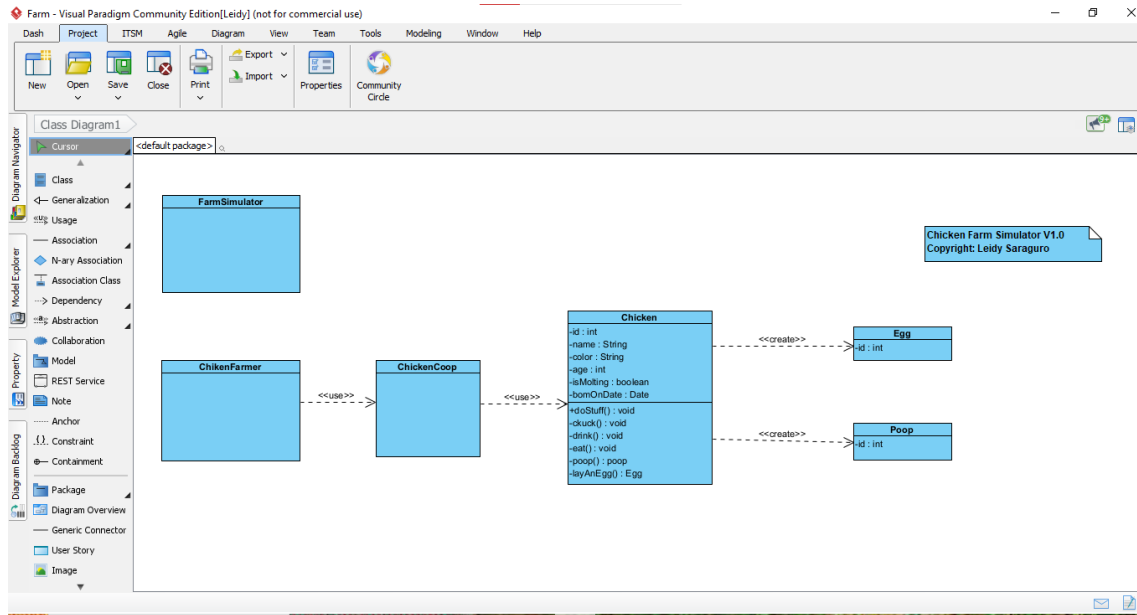 Farm - Visual Paradigm Community Edition[Leidy] (not for commercial use)
Dash Project ITSM Agile Diagram View Team Tools Modeling Window Help
New Open Save Close Print Export Import Properties Community Circle
Class Diagram1
Diagram Navigator
Model Explorer
Property
Diagram Backlog
Cursor
Class
Generalization
«U» Usage
Association
N-ary Association
Association Class
Dependency
«a» Abstraction
Collaboration
Model
REST Service
Note
Anchor
Constraint
Containment
Package
Diagram Overview
Generic Connector
User Story
Image
<default package>
FarmSimulator
Chicken Farm Simulator V1.0
Copyright: Leidy Saraguro
ChikenFarmer
<<use>>
ChickenCoop
<<use>>
Chicken
-id : int
-name : String
-color : String
-age : int
-isMolting : boolean
-bornOnDate : Date
+doStuff() : void
-ckuck() : void
-drink() : void
-eat() : void
-poop() : poop
-layAnEgg() : Egg
<<create>>
Egg
-id : int
<<create>>
Poop
-id : int